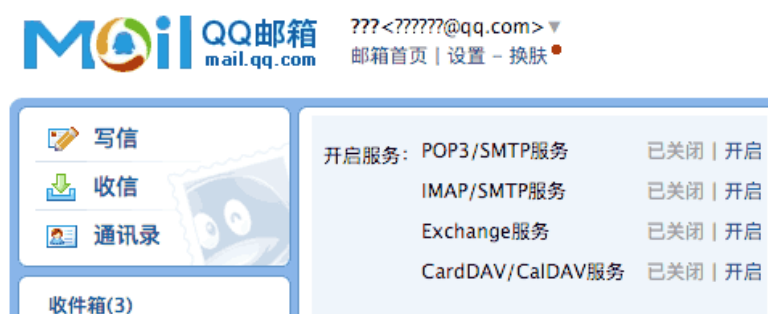 Mail QQ邮箱
mail.qq.com
???<??????@qq.com>
邮箱首页 | 设置 - 换肤
写信
收信
通讯录
收件箱(3)
开启服务: POP3/SMTP服务 已关闭 | 开启
IMAP/SMTP服务 已关闭 | 开启
Exchange服务 已关闭 | 开启
CardDAV/CalDAV服务 已关闭 | 开启